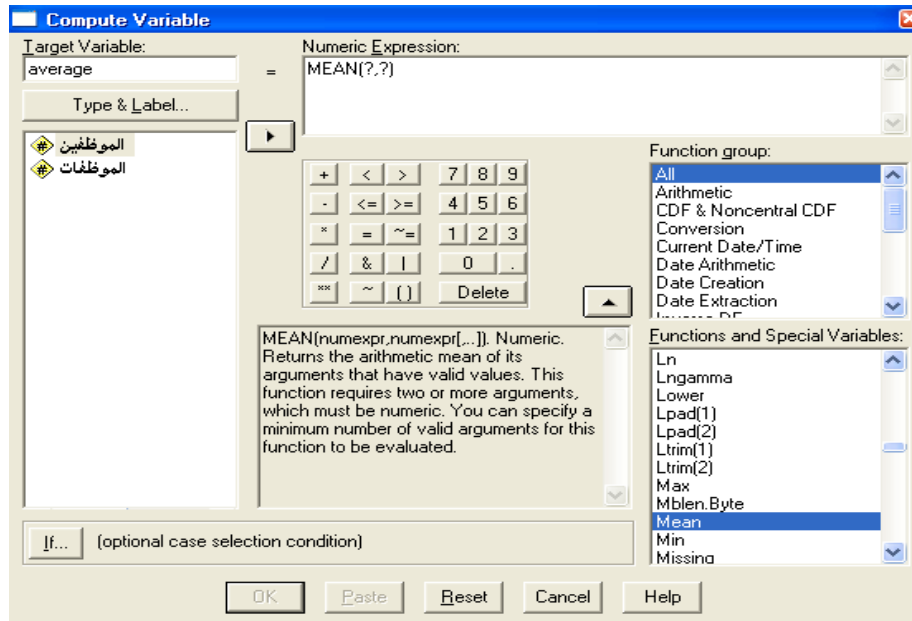 Compute Variable
Target Variable:
average
=
Numeric Expression:
MEAN(?,?)
Type & Label...
الموظفين
الموظفات
+ < > 7 8 9
- <= >= 4 5 6
* = ~= 1 2 3
/ & | 0 .
** ~ () Delete
Function group:
All
Arithmetic
CDF & Noncentral CDF
Conversion
Current Date/Time
Date Arithmetic
Date Creation
Date Extraction
MEAN(numexpr,numexpr[,..]). Numeric.
Returns the arithmetic mean of its
arguments that have valid values. This
function requires two or more arguments,
which must be numeric. You can specify a
minimum number of valid arguments for this
function to be evaluated.
Functions and Special Variables:
Ln
Lngamma
Lower
Lpad(1)
Lpad(2)
Ltrim(1)
Ltrim(2)
Max
Mblen.Byte
Mean
Min
Missing
If... (optional case selection condition)
OK Paste Reset Cancel Help